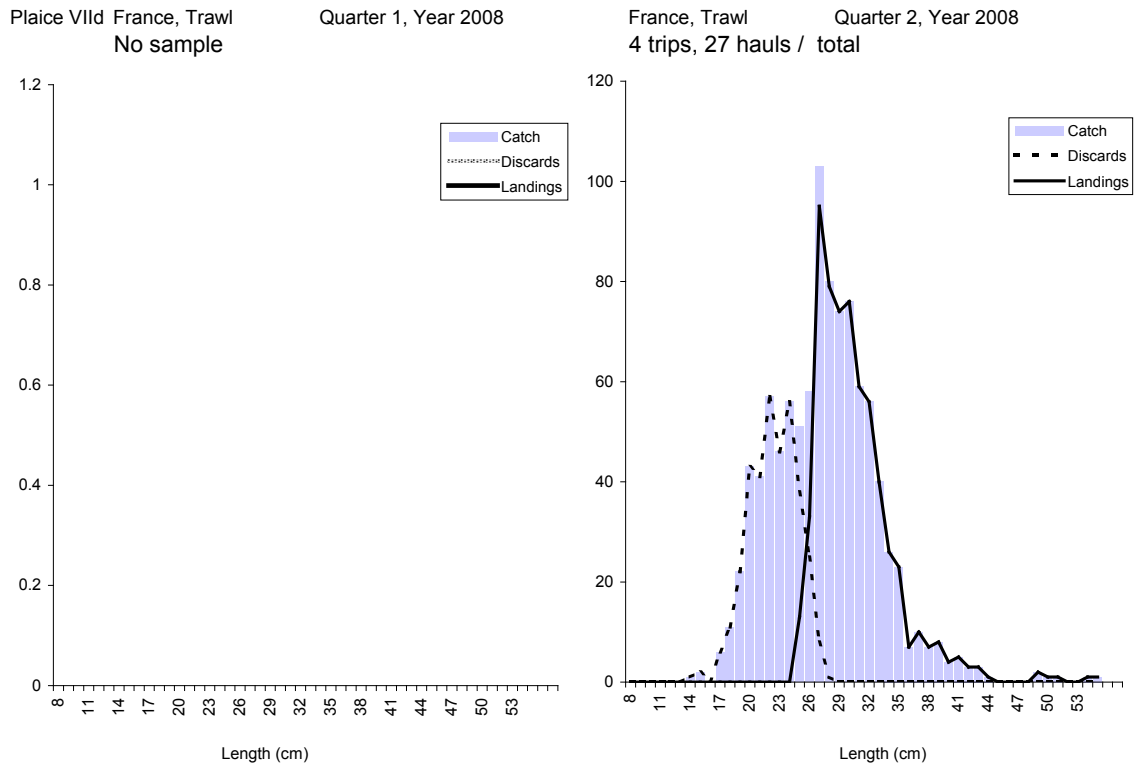 Plaice VIId France, Trawl Quarter 1, Year 2008
No sample
1.2
1
0.8
0.6
0.4
0.2
0
8 11 14 17 20 23 26 29 32 35 38 41 44 47 50 53
Length (cm)
Catch
Discards
Landings
France, Trawl Quarter 2, Year 2008
4 trips, 27 hauls / total
120
100
80
60
40
20
0
8 11 14 17 20 23 26 29 32 35 38 41 44 47 50 53
Length (cm)
Catch
Discards
Landings